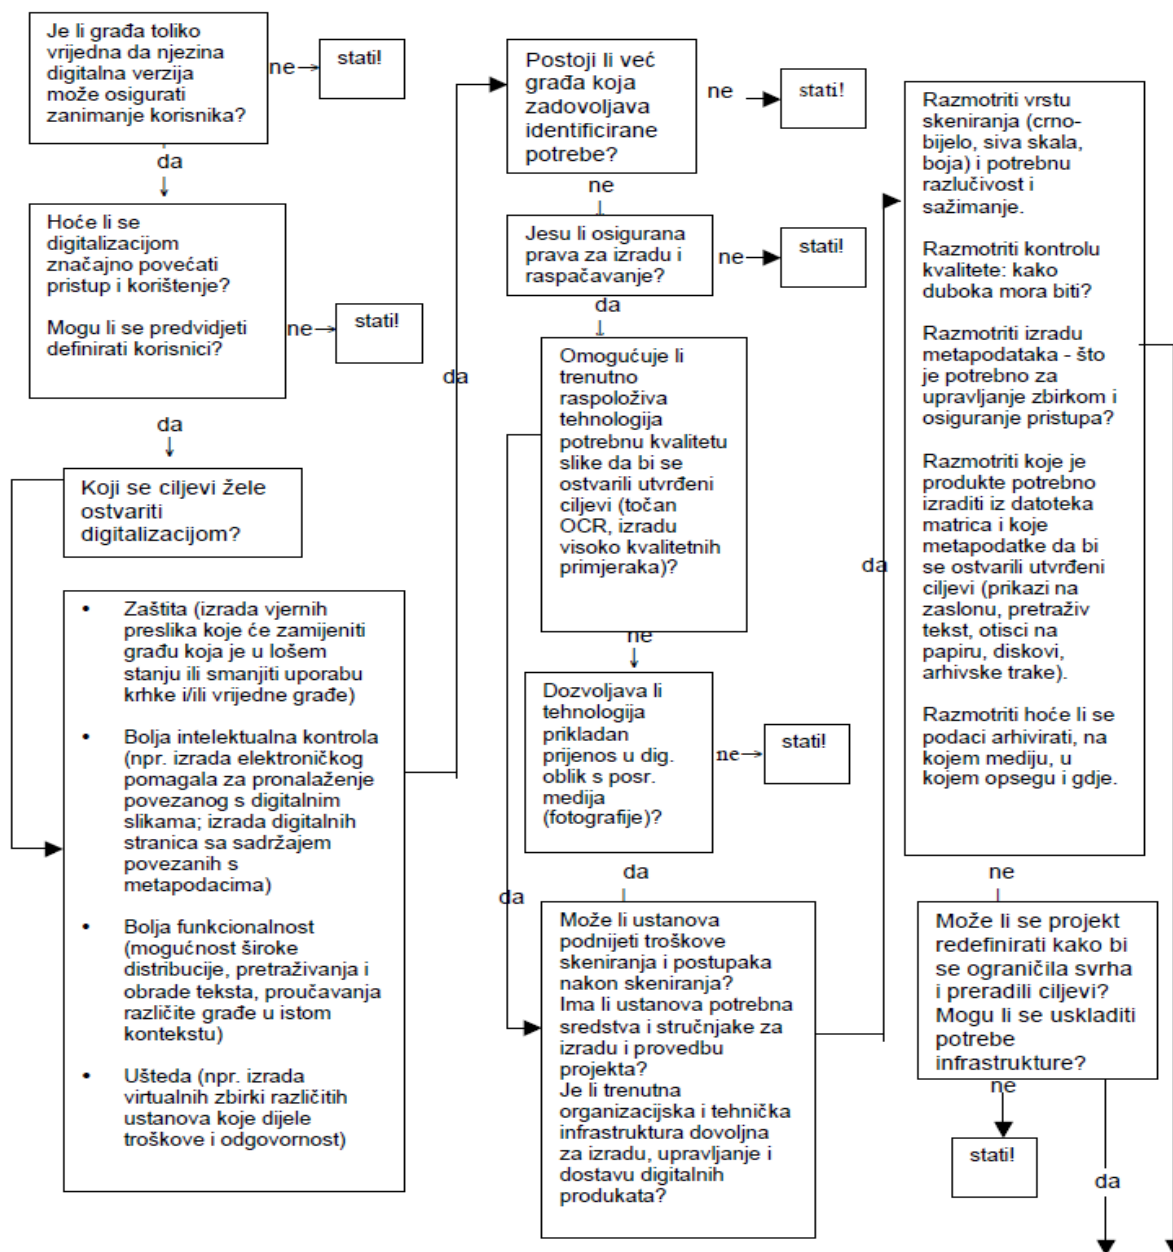 Je li građa toliko
vrijedna da njezina
digitalna verzija
može osigurati
zanimanje korisnika?
ne
stati!
da
Hoće li se
digitalizacijom
značajno povećati
pristup i korištenje?
Mogu li se predvidjeti
definirati korisnici?
ne
stati!
da
Koji se ciljevi žele
ostvariti
digitalizacijom?
• Zaštita (izrada vjernih
preslika koje će zamijeniti
građu koja je u lošem
stanju ili smanjiti uporabu
krhke i/ili vrijedne građe)
• Bolja intelektualna kontrola
(npr. izrada elektroničkog
pomagala za pronalaženje
povezanog s digitalnim
slikama; izrada digitalnih
stranica sa sadržajem
povezanih s
metapodacima)
• Bolja funkcionalnost
(mogućnost široke
distribucije, pretraživanja i
obrade teksta, proučavanja
različite građe u istom
kontekstu)
• Ušteda (npr. izrada
virtualnih zbirki različitih
ustanova koje dijele
troškove i odgovornost)
da
Postoji li već
građa koja
zadovoljava
identificirane
potrebe?
ne
stati!
ne
Jesu li osigurana
prava za izradu i
raspačavanje?
ne
stati!
da
Omogućuje li
trenutno
raspoloživa
tehnologija
potrebnu kvalitetu
slike da bi se
ostvarili utvrđeni
ciljevi (točan
OCR, izradu
visoko kvalitetnih
primjeraka)?
ne
Dozvoljava li
tehnologija
prikladan
prijenos u dig.
oblik s posr.
medija
(fotografije)?
ne
stati!
da
da
Može li ustanova
podnijeti troškove
skeniranja i postupaka
nakon skeniranja?
Ima li ustanova potrebna
sredstva i stručnjake za
izradu i provedbu
projekta?
Je li trenutna
organizacijska i tehnička
infrastruktura dovoljna
za izradu, upravljanje i
dostavu digitalnih
produkata?
da
Razmotriti vrstu
skeniranja (crno-
bijelo, siva skala,
boja) i potrebnu
razlučivost i
sažimanje.
Razmotriti kontrolu
kvalitete: kako
duboka mora biti?
Razmotriti izradu
metapodataka - što
je potrebno za
upravljanje zbirkom i
osiguranje pristupa?
Razmotriti koje je
produkte potrebno
izraditi iz datoteka
matrica i koje
metapodatke da bi
se ostvarili utvrđeni
ciljevi (prikazi na
zaslonu, pretraživ
tekst, otisci na
papiru, diskovi,
arhivske trake).
Razmotriti hoće li se
podaci arhivirati, na
kojem mediju, u
kojem opsegu i gdje.
ne
Može li se projekt
redefinirati kako bi
se ograničila svrha
i preradili ciljevi?
Mogu li se uskladiti
potrebe
infrastrukture?
ne
stati!
da